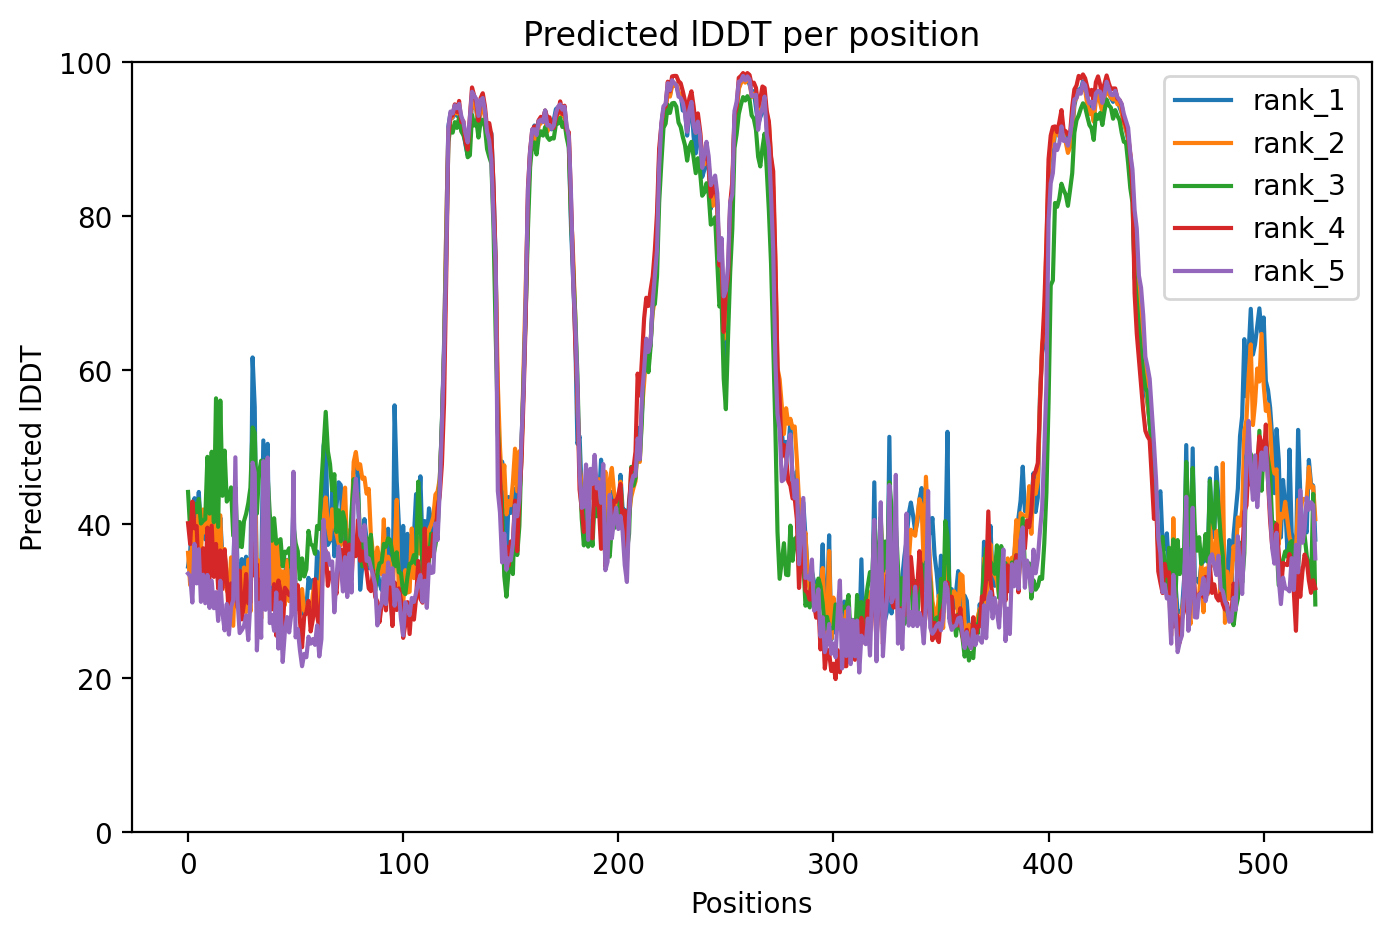 Predicted lDDT per position
100
80
60
40
20
0
Predicted lDDT
0 100 200 300 400 500
Positions
rank_1
rank_2
rank_3
rank_4
rank_5